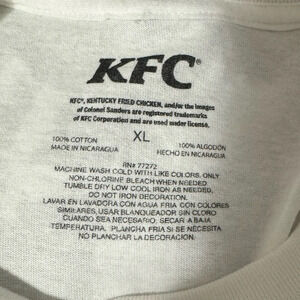 KFC®
KFC®, KENTUCKY FRIED CHICKEN, and/or the images
of Colonel Sanders are registered trademarks
of KFC Corporation and are used under license.
100% COTTON XL 100% ALGODON
MADE IN NICARAGUA HECHO EN NICARAGUA
RN# 77272
MACHINE WASH COLD WITH LIKE COLORS, ONLY
NON-CHLORINE BLEACH WHEN NEEDED
TUMBLE DRY LOW COOL IRON AS NEEDED,
DO NOT IRON DECORATION.
LAVAR EN LAVADORA CON AGUA FRIA CON COLORES
SIMILARES, USAR BLANQUEADOR SIN CLORO
CUANDO SEA NECESARIO; SECAR A BAJA
TEMPERATURA. PLANCHA FRIA SI SE NECESITA
NO PLANCHAR LA DECORACION.